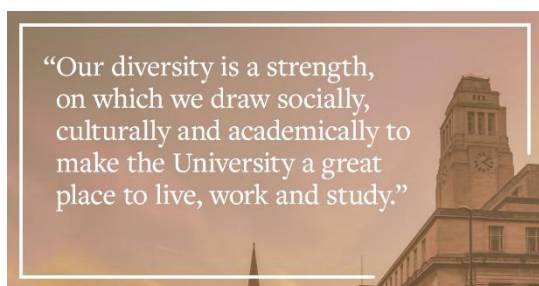 “Our diversity is a strength,
on which we draw socially,
culturally and academically to
make the University a great
place to live, work and study.”